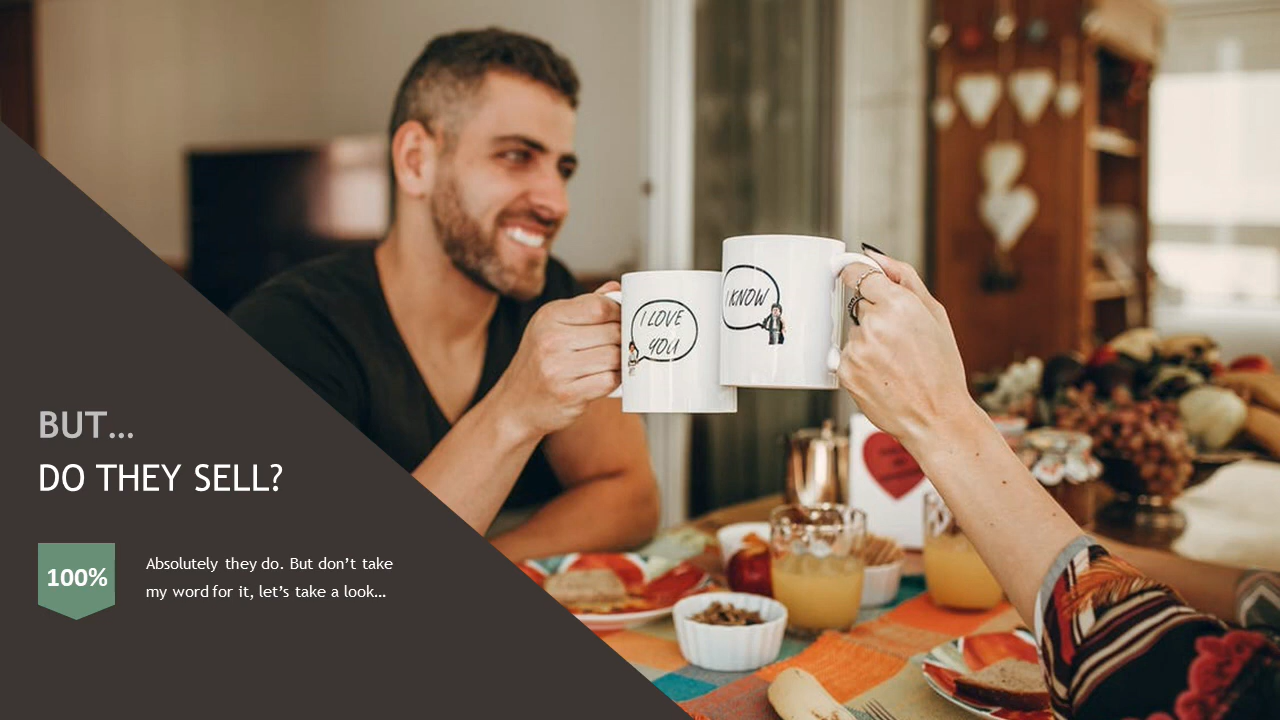 BUT...
DO THEY SELL?
100%
Absolutely they do. But don’t take
my word for it, let’s take a look...
I LOVE
YOU
I KNOW